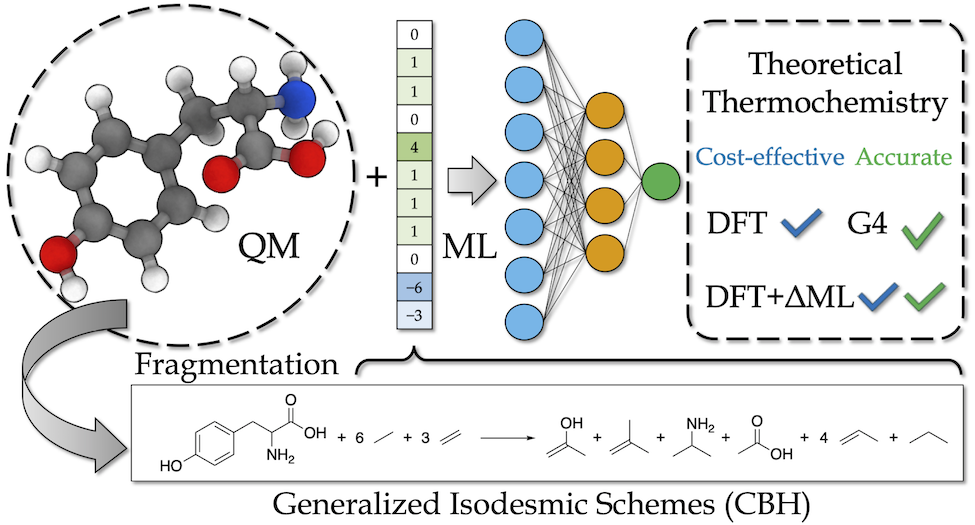 QM
+
0
1
1
0
4
1
1
1
0
−6
−3
ML
Theoretical
Thermochemistry
Cost-effective Accurate
DFT G4
DFT+ΔML
Fragmentation
HO NH₂ O OH + 6 + 3 OH + + NH₂ + O OH + 4 +
Generalized Isodesmic Schemes (CBH)